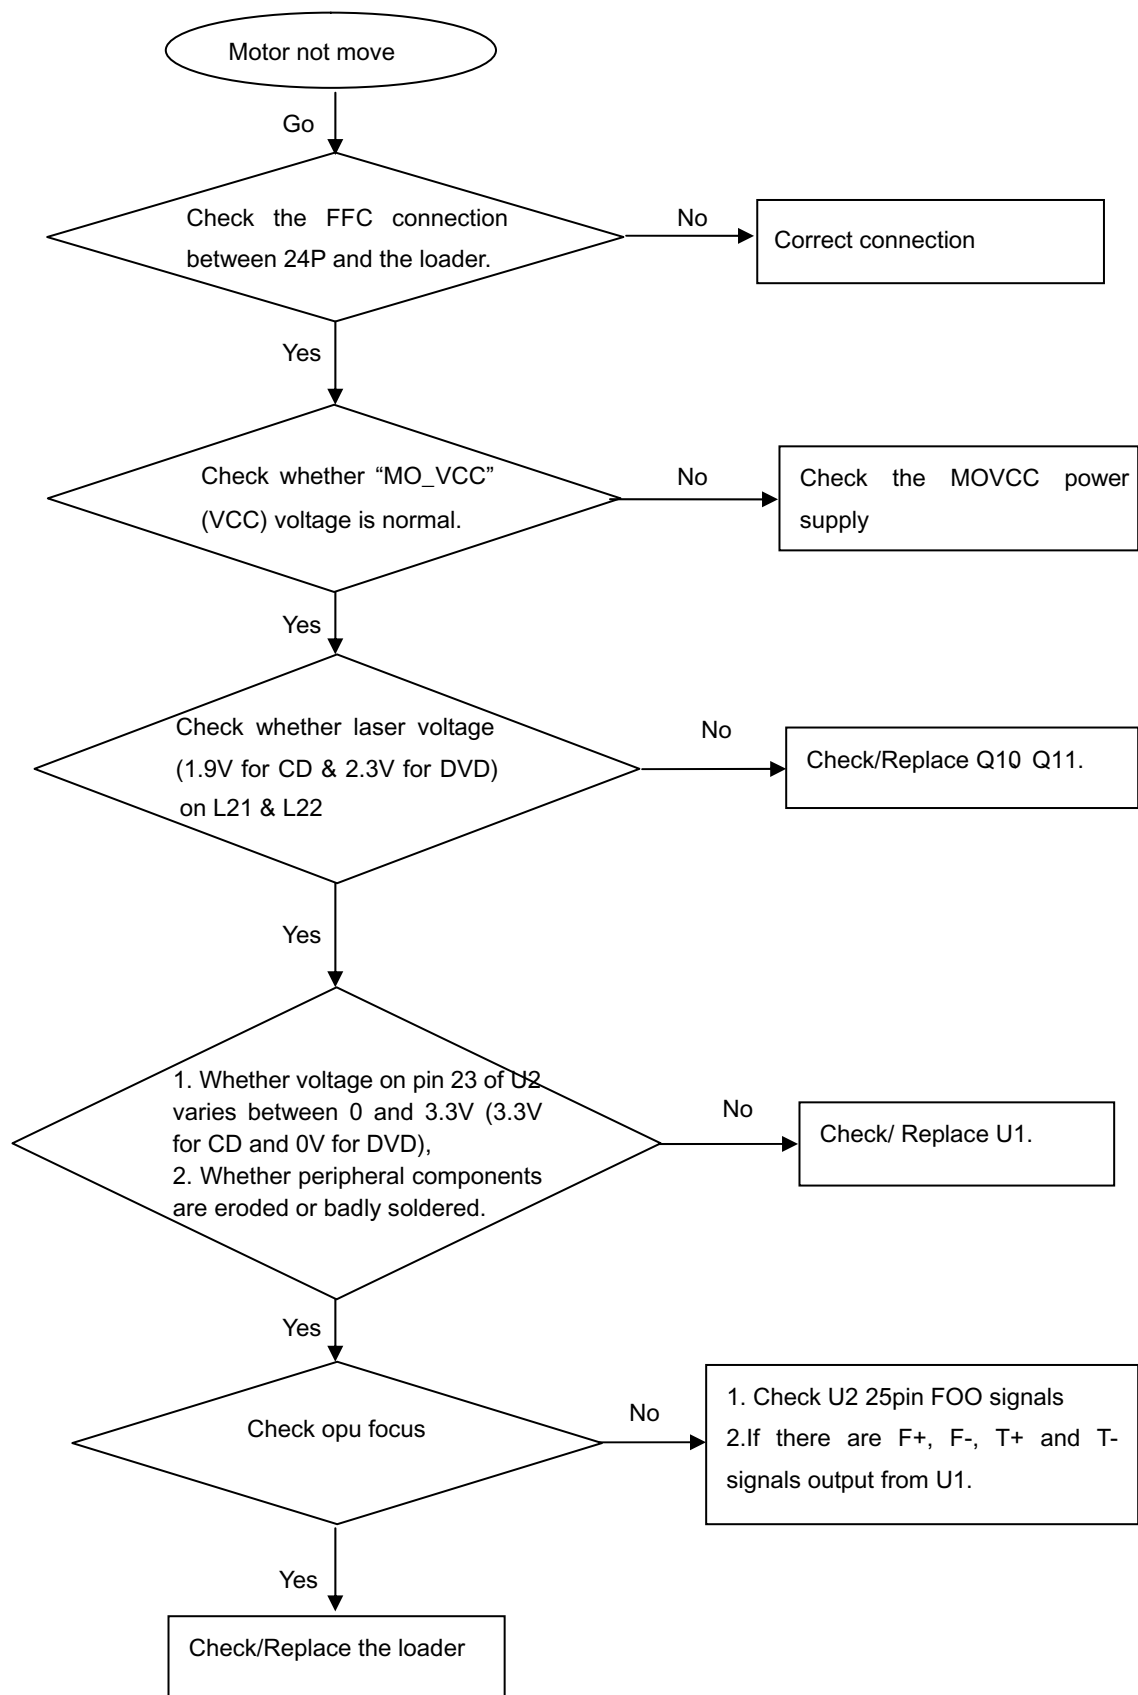 Motor not move
Go
Check the FFC connection
between 24P and the loader.
No
Correct connection
Yes
Check whether “MO_VCC”
(VCC) voltage is normal.
No
Check the MOVCC power
supply
Yes
Check whether laser voltage
(1.9V for CD & 2.3V for DVD)
on L21 & L22
No
Check/Replace Q10 Q11.
Yes
1. Whether voltage on pin 23 of U2
varies between 0 and 3.3V (3.3V
for CD and 0V for DVD),
2. Whether peripheral components
are eroded or badly soldered.
No
Check/ Replace U1.
Yes
Check opu focus
No
1. Check U2 25pin FOO signals
2.If there are F+, F-, T+ and T-
signals output from U1.
Yes
Check/Replace the loader